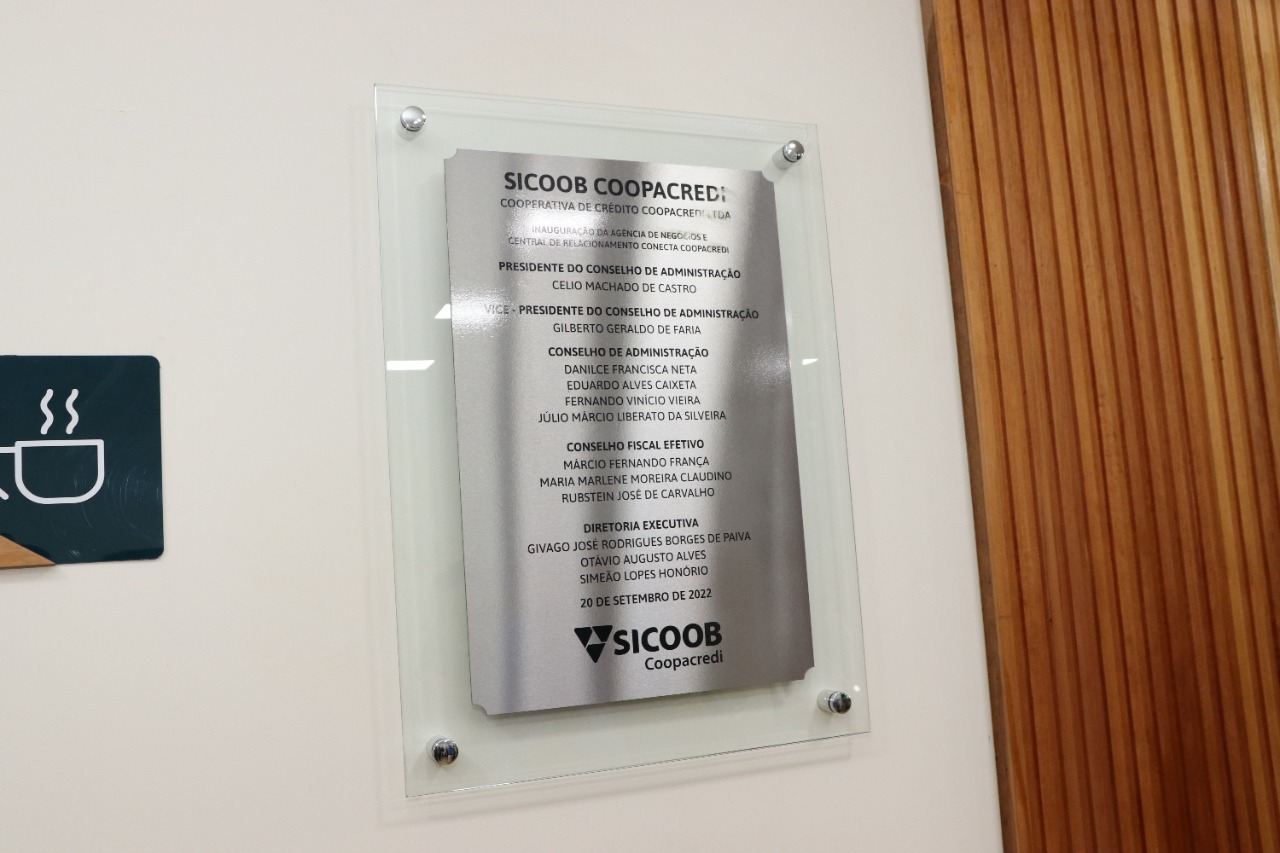 SICOOB COOPACREDI
COOPERATIVA DE CRÉDITO COOPACREDI LTDA
INAUGURAÇÃO DA AGÊNCIA DE NEGÓCIOS E
CENTRAL DE RELACIONAMENTO CONECTA COOPACREDI
PRESIDENTE DO CONSELHO DE ADMINISTRAÇÃO
CELIO MACHADO DE CASTRO
VICE - PRESIDENTE DO CONSELHO DE ADMINISTRAÇÃO
GILBERTO GERALDO DE FARIA
CONSELHO DE ADMINISTRAÇÃO
DANILCE FRANCISCA NETA
EDUARDO ALVES CAIXETA
FERNANDO VINÍCIO VIEIRA
JÚLIO MÁRCIO LIBERATO DA SILVEIRA
CONSELHO FISCAL EFETIVO
MÁRCIO FERNANDO FRANÇA
MARIA MARLENE MOREIRA CLAUDINO
RUBSTEIN JOSÉ DE CARVALHO
DIRETORIA EXECUTIVA
GIVAGO JOSÉ RODRIGUES BORGES DE PAIVA
OTÁVIO AUGUSTO ALVES
SIMEÃO LOPES HONÓRIO
20 DE SETEMBRO DE 2022
SICOOB
Coopacredi